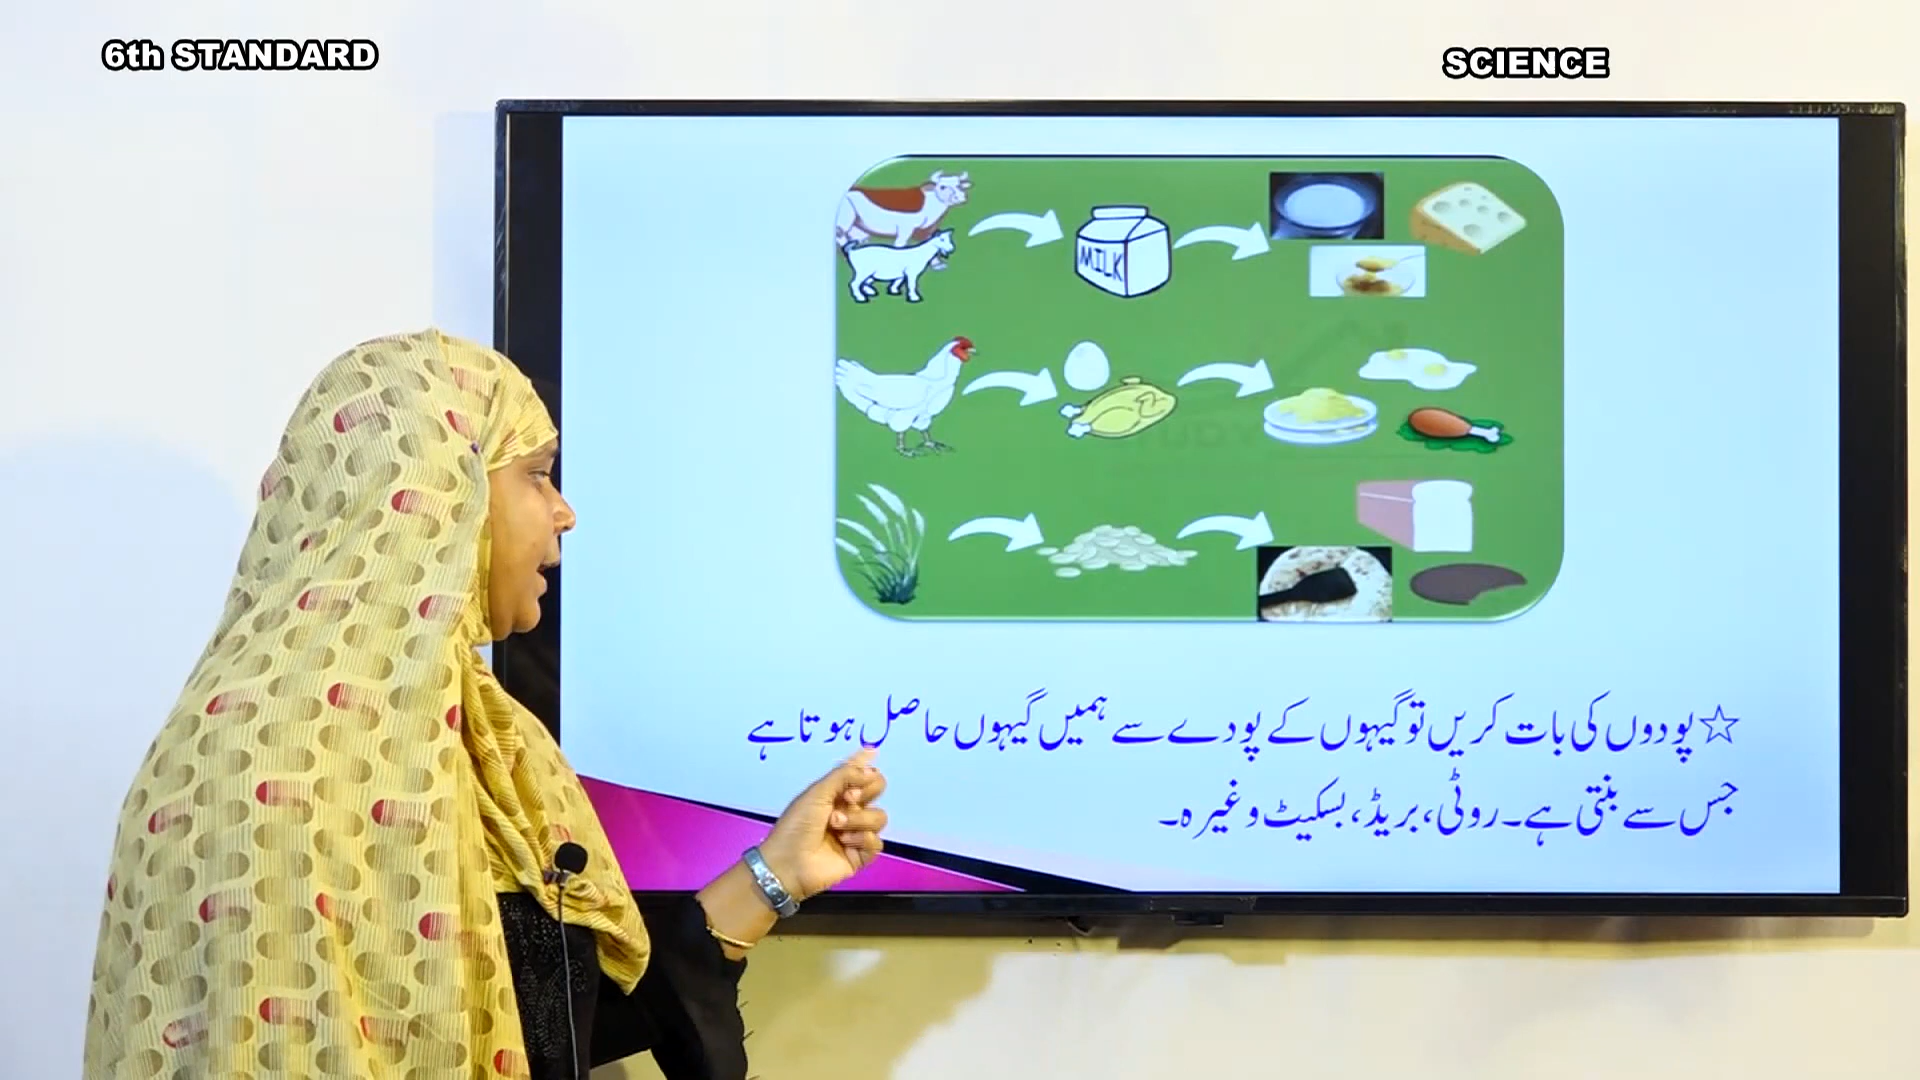 6th STANDARD
SCIENCE
MILK
☆ پودوں کی بات کریں تو گیہوں کے پودے سے ہمیں گیہوں حاصل ہوتا ہے
جس سے بنتی ہے۔ روٹی، بریڈ، بسکیٹ وغیرہ۔